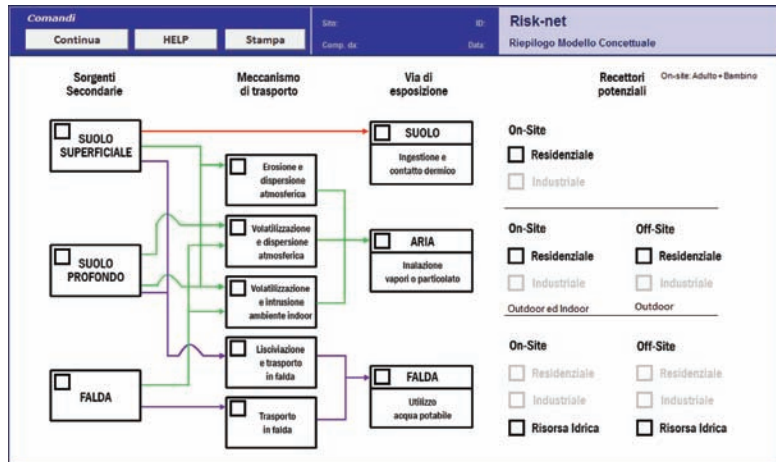 Comandi
Continua
HELP
Stampa
Site:
ID:
Comp. da:
Data:
Risk-net
Riepilogo Modello Concettuale
Sorgenti
Secondarie
Meccanismo
di trasporto
Via di
esposizione
Recettori
potenziali
On-site: Adulto + Bambino
SUOLO
SUPERFICIALE
SUOLO
PROFONDO
FALDA
Erosione e
dispersione
atmosferica
Volatilizzazione
e dispersione
atmosferica
Volatilizzazione
e intrusione
ambiente indoor
Lisciviazione
e trasporto
in falda
Trasporto
in falda
SUOLO
Ingestione e
contatto dermico
ARIA
Inalazione
vapori o particolato
FALDA
Utilizzo
acqua potabile
On-Site
Residenziale
Industriale
On-Site
Residenziale
Industriale
Outdoor ed Indoor
Off-Site
Residenziale
Industriale
Outdoor
On-Site
Residenziale
Industriale
Risorsa Idrica
Off-Site
Residenziale
Industriale
Risorsa Idrica